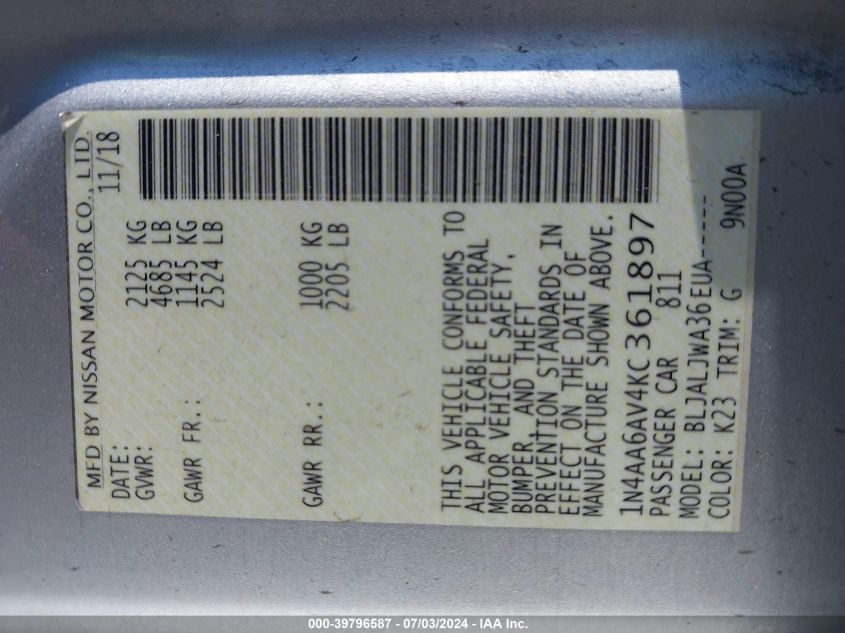 MFD BY NISSAN MOTOR CO., LTD.
DATE: 11/18
GVWR: 2125 KG
4685 LB
GAWR FR.: 1145 KG
2524 LB
GAWR RR.: 1000 KG
2205 LB
THIS VEHICLE CONFORMS TO
ALL APPLICABLE FEDERAL
MOTOR VEHICLE SAFETY,
BUMPER, AND THEFT
PREVENTION STANDARDS IN
EFFECT ON THE DATE OF
MANUFACTURE SHOWN ABOVE.
1N4AA6AV4KC361897
PASSENGER CAR 811
MODEL: BLJALJWA36EUA-----
COLOR: K23 TRIM: G 9N00A
000-39796587 - 07/03/2024 - IAA Inc.